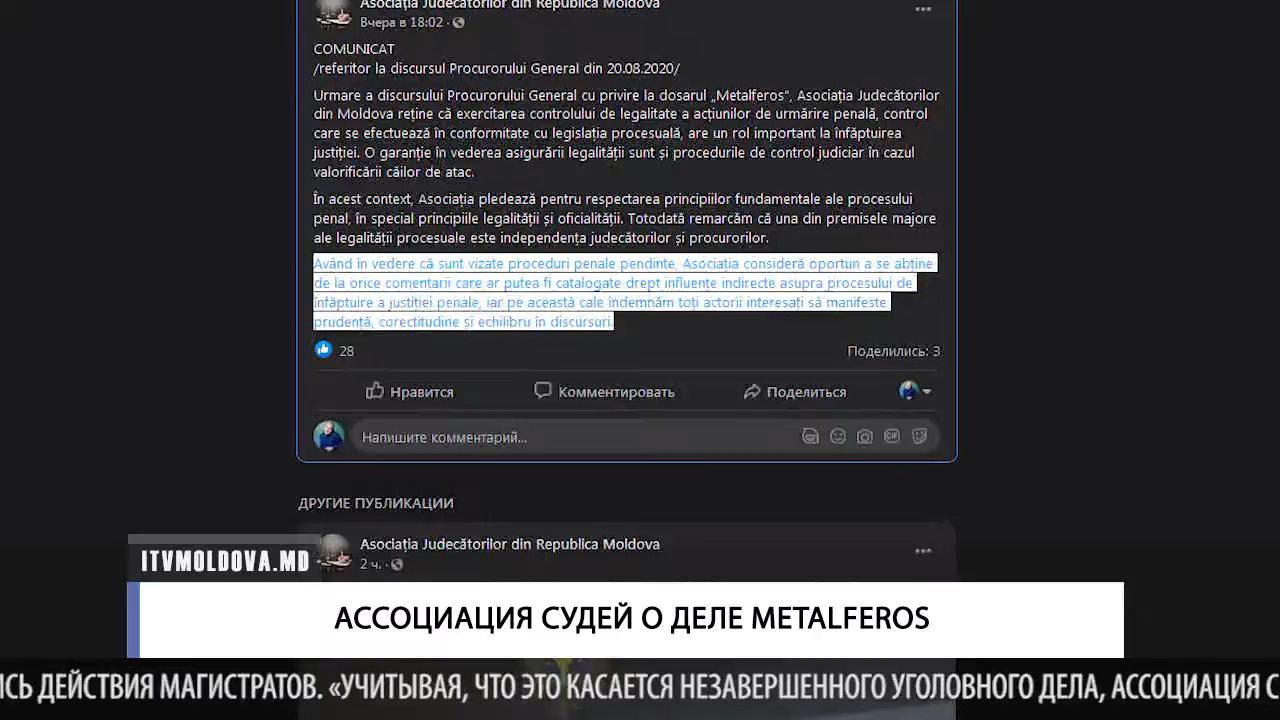 Asociația Judecătorilor din Republica Moldova
Вчера в 18:02 ·
COMUNICAT
/referitor la discursul Procurorului General din 20.08.2020/
Urmare a discursului Procurorului General cu privire la dosarul „Metalferos”, Asociația Judecătorilor
din Moldova reține că exercitarea controlului de legalitate a acțiunilor de urmărire penală, control
care se efectuează în conformitate cu legislația procesuală, are un rol important la înfăptuirea
justiției. O garanție în vederea asigurării legalității sunt și procedurile de control judiciar în cazul
valorificării căilor de atac.
În acest context, Asociația pledează pentru respectarea principiilor fundamentale ale procesului
penal, în special principiile legalității și oficialității. Totodată remarcăm că una din premisele majore
ale legalității procesuale este independența judecătorilor și procurorilor.
Având în vedere că sunt vizate proceduri penale pendinte, Asociația consideră oportun a se abține
de la orice comentarii care ar putea fi catalogate drept influențe indirecte asupra procesului de
înfăptuire a justiției penale, iar pe această cale îndemnăm toți actorii interesați să manifeste
prudență, corectitudine și echilibru în discursuri.
28
Поделились: 3
Нравится Комментировать Поделиться
Напишите комментарий...
GIF
ДРУГИЕ ПУБЛИКАЦИИ
Asociația Judecătorilor din Republica Moldova
2 ч. ·
ITVMOLDOVA.MD
АССОЦИАЦИЯ СУДЕЙ О ДЕЛЕ METALFEROS
ИСЬ ДЕЙСТВИЯ МАГИСТРАТОВ. «УЧИТЫВАЯ, ЧТО ЭТО КАСАЕТСЯ НЕЗАВЕРШЕННОГО УГОЛОВНОГО ДЕЛА, АССОЦИАЦИЯ С